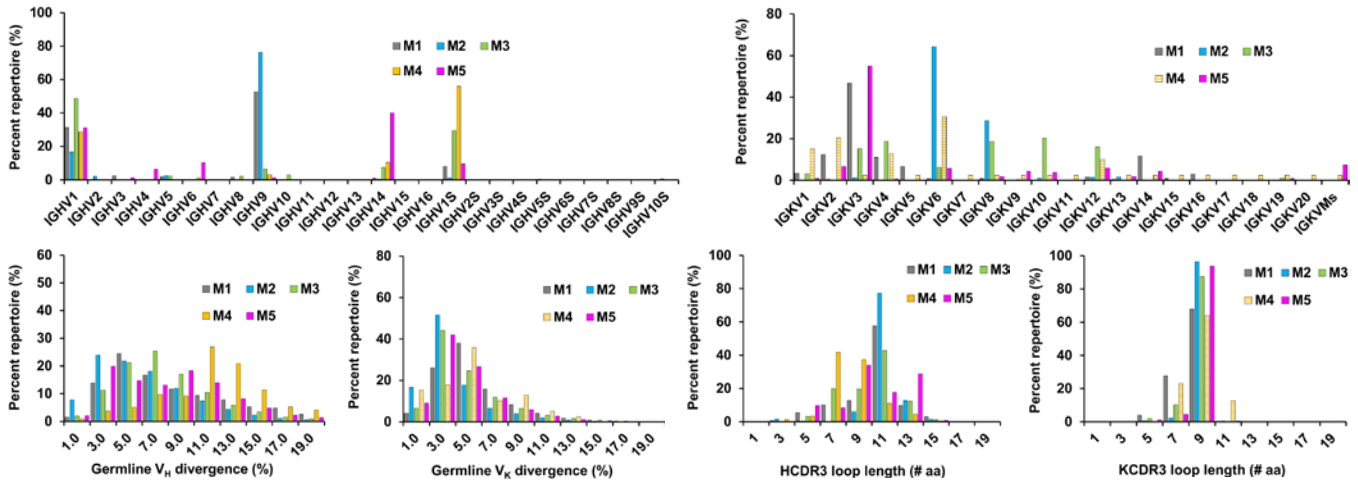 Percent repertoire (%)
100
80
60
40
20
0
M1 M2 M3
M4 M5
IGHV1 IGHV2 IGHV3 IGHV4 IGHV5 IGHV6 IGHV7 IGHV8 IGHV9 IGHV10 IGHV11 IGHV12 IGHV13 IGHV14 IGHV15 IGHV1S IGHV2S IGHV3S IGHV4S IGHV5S IGHV6S IGHV7S IGHV8S IGHV9S IGHV10S
Percent repertoire (%)
80
60
40
20
0
M1 M2 M3
M4 M5
IGKV1 IGKV2 IGKV3 IGKV4 IGKV5 IGKV6 IGKV7 IGKV8 IGKV9 IGKV10 IGKV11 IGKV12 IGKV13 IGKV14 IGKV15 IGKV16 IGKV17 IGKV18 IGKV19 IGKV20 IGKVMs
Percent repertoire (%)
60
50
40
30
20
10
0
M1 M2 M3
M4 M5
1.0 3.0 5.0 7.0 9.0 11.0 13.0 15.0 17.0 19.0
Germline VH divergence (%)
Percent repertoire (%)
80
60
40
20
0
M1 M2 M3
M4 M5
1.0 3.0 5.0 7.0 9.0 11.0 13.0 15.0 17.0 19.0
Germline VK divergence (%)
Percent repertoire (%)
100
80
60
40
20
0
M1 M2 M3
M4 M5
1 3 5 7 9 11 13 15 17 19
HCDR3 loop length (# aa)
Percent repertoire (%)
100
80
60
40
20
0
M1 M2 M3
M4 M5
1 3 5 7 9 11 13 15 17 19
KCDR3 loop length (# aa)